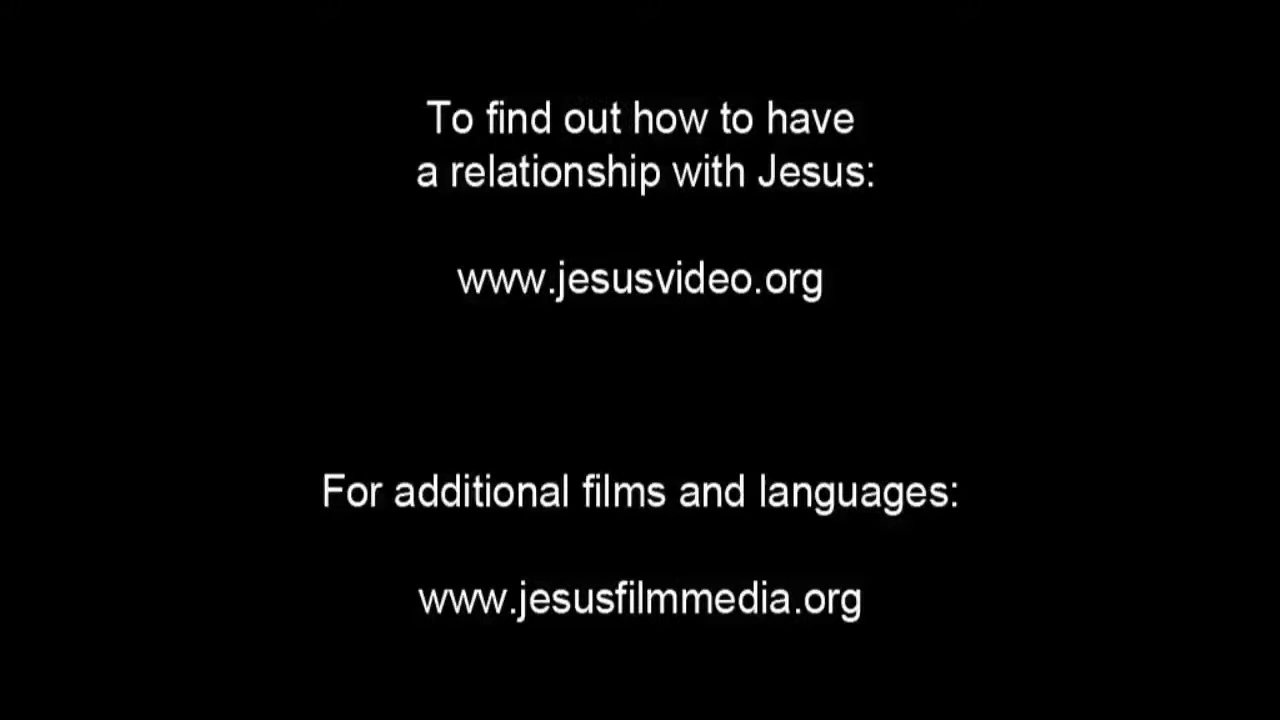 To find out how to have
a relationship with Jesus:
www.jesusvideo.org
For additional films and languages:
www.jesusfilmmedia.org